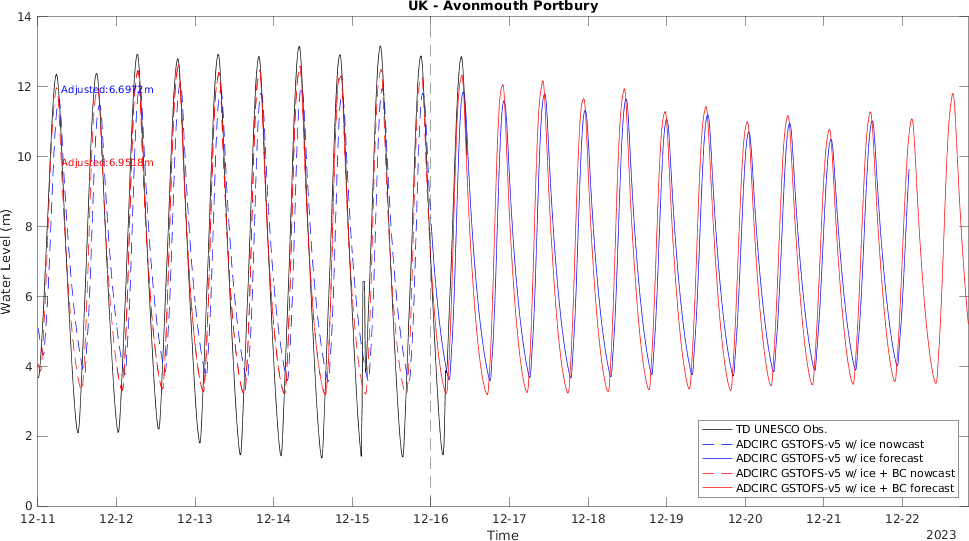 UK - Avonmouth Portbury
14
12
10
8
6
4
2
0
Water Level (m)
Adjusted:6.6972m
Adjusted:6.9518m
TD UNESCO Obs.
ADCIRC GSTOFS-v5 w/ ice nowcast
ADCIRC GSTOFS-v5 w/ ice forecast
ADCIRC GSTOFS-v5 w/ ice + BC nowcast
ADCIRC GSTOFS-v5 w/ ice + BC forecast
12-11 12-12 12-13 12-14 12-15 12-16 12-17 12-18 12-19 12-20 12-21 12-22
Time
2023